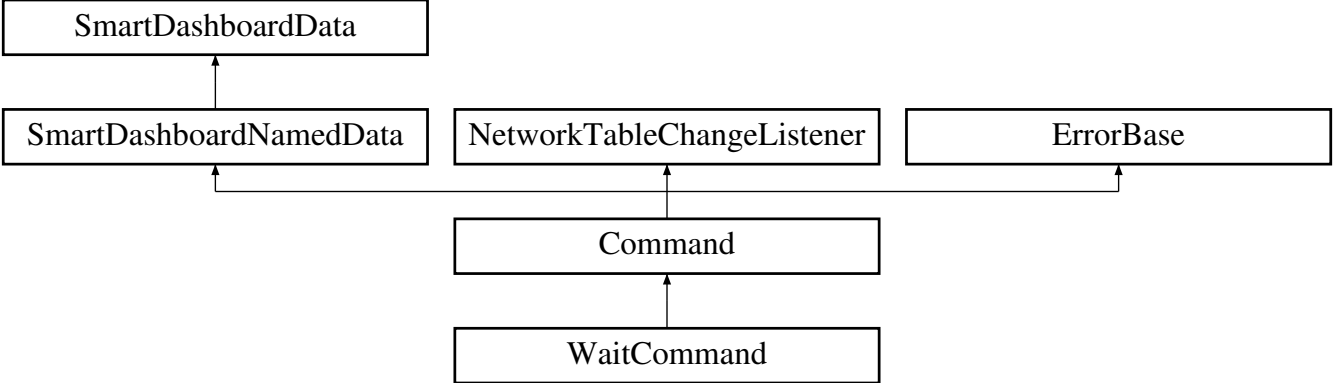 SmartDashboardData
SmartDashboardNamedData
NetworkTableChangeListener
ErrorBase
Command
WaitCommand